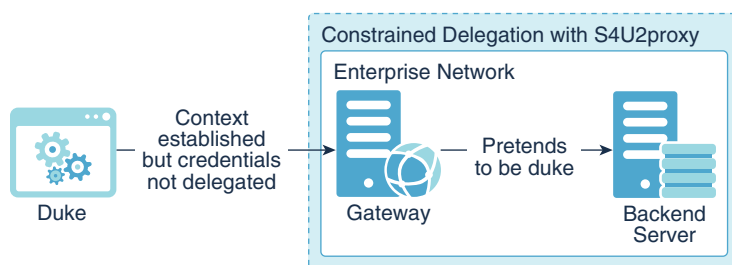 Constrained Delegation with S4U2proxy
Enterprise Network
Context
established
but credentials
not delegated
Pretends
to be duke
Duke
Gateway
Backend
Server